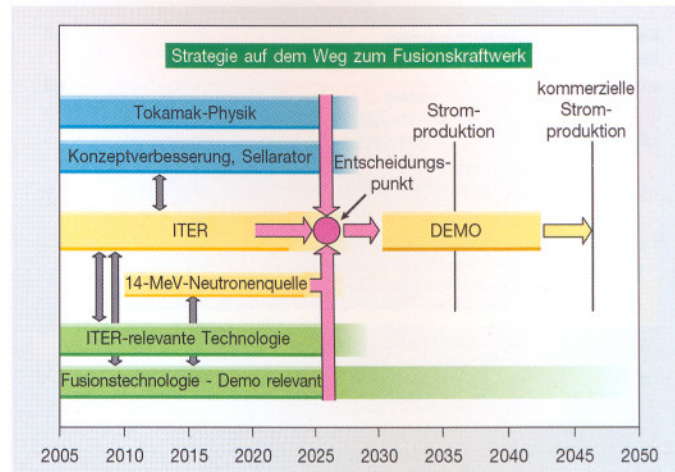 Strategie auf dem Weg zum Fusionskraftwerk
kommerzielle
Strom-
produktion
Strom-
produktion
Tokamak-Physik
Konzeptverbesserung, Sellarator
Entscheidungs-
punkt
ITER
DEMO
14-MeV-Neutronenquelle
ITER-relevante Technologie
Fusionstechnologie - Demo relevant
2005 2010 2015 2020 2025 2030 2035 2040 2045 2050